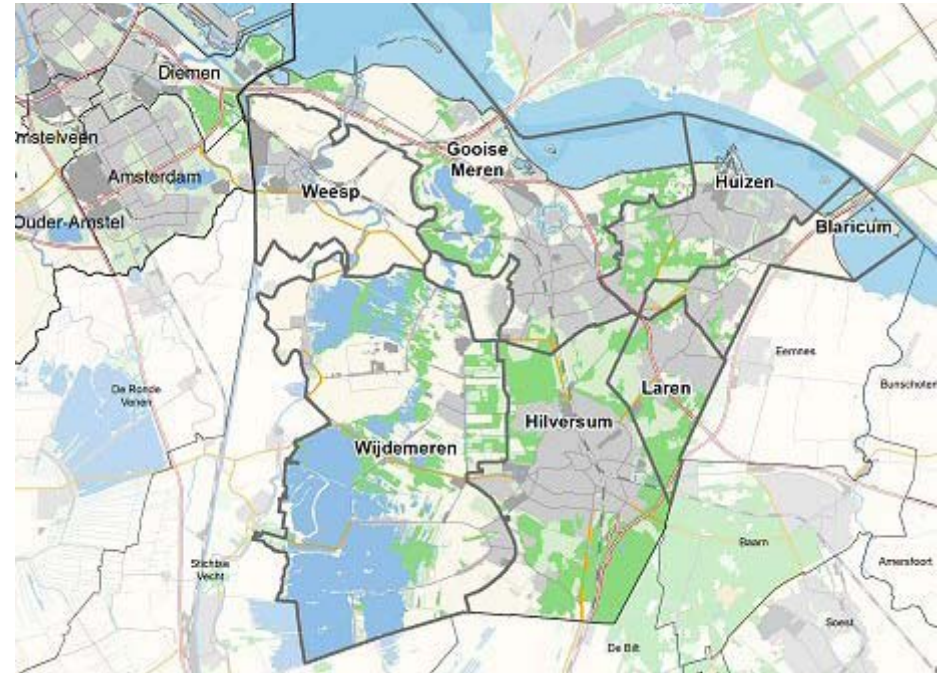 Diemen
mstelveen
Amsterdam
Ouder-Amstel
Weesp
Gooise
Meren
Huizen
Blaricum
Eemnes
Bunschoten
De Ronde
Venen
Laren
Hilversum
Wijdemeren
Stichtse
Vecht
Baarn
Amersfoort
Soest
De Bilt